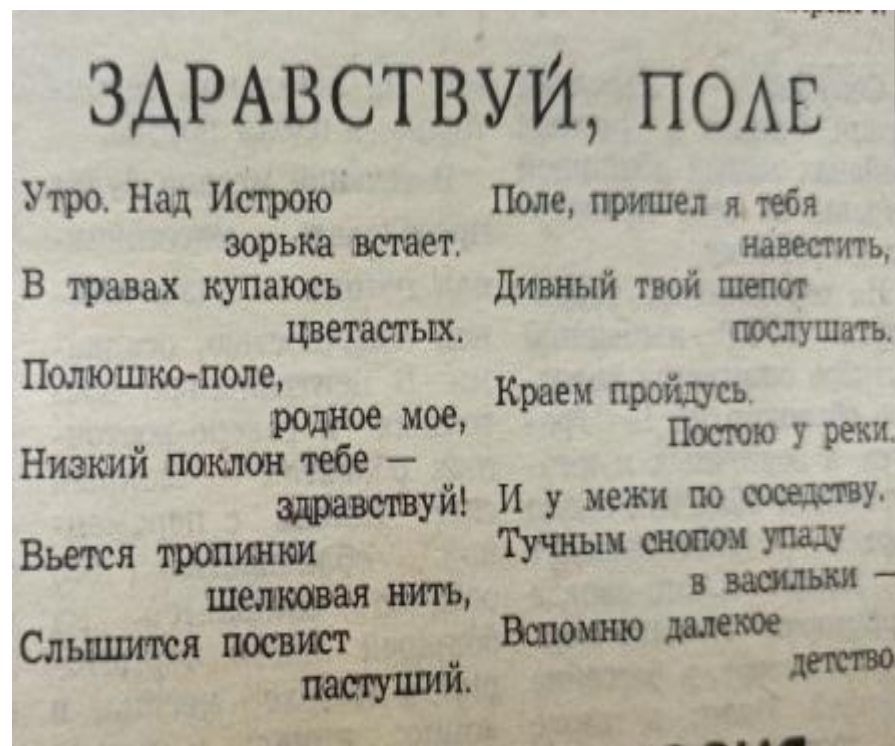 ЗДРАВСТВУЙ, ПОЛЕ
Утро. Над Истрою
зорька встает.
В травах купаюсь
цветастых.
Полюшко-поле,
родное мое,
Низкий поклон тебе —
здравствуй!
Вьется тропинки
шелковая нить,
Слышится посвист
пастуший.
Поле, пришел я тебя
навестить,
Дивный твой шепот
послушать.
Краем пройдусь.
Постою у реки.
И у межи по соседству.
Тучным снопом упаду
в васильки —
Вспомню далекое
детство